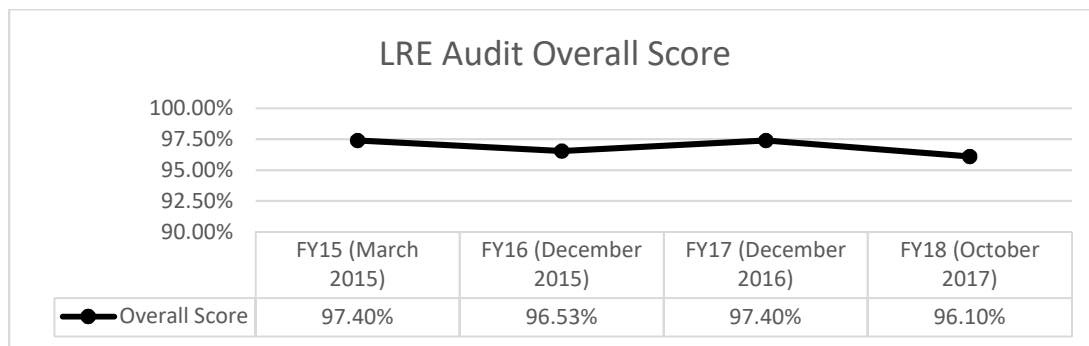 LRE Audit Overall Score
100.00%
97.50%
95.00%
92.50%
90.00%
FY15 (March
2015)
FY16 (December
2015)
FY17 (December
2016)
FY18 (October
2017)
Overall Score 97.40% 96.53% 97.40% 96.10%